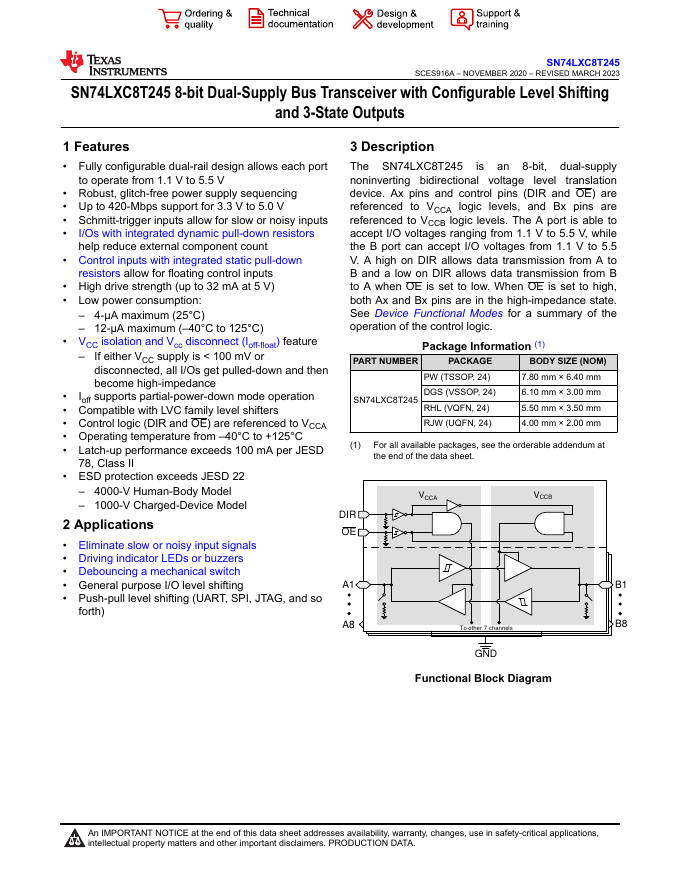 Ordering & quality
Technical documentation
Design & development
Support & training
TEXAS INSTRUMENTS
SN74LXC8T245
SCES916A – NOVEMBER 2020 – REVISED MARCH 2023
SN74LXC8T245 8-bit Dual-Supply Bus Transceiver with Configurable Level Shifting
and 3-State Outputs
1 Features
• Fully configurable dual-rail design allows each port
to operate from 1.1 V to 5.5 V
• Robust, glitch-free power supply sequencing
• Up to 420-Mbps support for 3.3 V to 5.0 V
• Schmitt-trigger inputs allow for slow or noisy inputs
• I/Os with integrated dynamic pull-down resistors
help reduce external component count
• Control inputs with integrated static pull-down
resistors allow for floating control inputs
• High drive strength (up to 32 mA at 5 V)
• Low power consumption:
– 4-µA maximum (25°C)
– 12-µA maximum (–40°C to 125°C)
• VCC isolation and Vcc disconnect (Ioff-float) feature
– If either VCC supply is < 100 mV or
disconnected, all I/Os get pulled-down and then
become high-impedance
• Ioff supports partial-power-down mode operation
• Compatible with LVC family level shifters
• Control logic (DIR and OE) are referenced to VCCA
• Operating temperature from –40°C to +125°C
• Latch-up performance exceeds 100 mA per JESD
78, Class II
• ESD protection exceeds JESD 22
– 4000-V Human-Body Model
– 1000-V Charged-Device Model
2 Applications
• Eliminate slow or noisy input signals
• Driving indicator LEDs or buzzers
• Debouncing a mechanical switch
• General purpose I/O level shifting
• Push-pull level shifting (UART, SPI, JTAG, and so
forth)
3 Description
The SN74LXC8T245 is an 8-bit, dual-supply
noninverting bidirectional voltage level translation
device. Ax pins and control pins (DIR and OE) are
referenced to VCCA logic levels, and Bx pins are
referenced to VCCB logic levels. The A port is able to
accept I/O voltages ranging from 1.1 V to 5.5 V, while
the B port can accept I/O voltages from 1.1 V to 5.5
V. A high on DIR allows data transmission from A to
B and a low on DIR allows data transmission from B
to A when OE is set to low. When OE is set to high,
both Ax and Bx pins are in the high-impedance state.
See Device Functional Modes for a summary of the
operation of the control logic.
Package Information (1)
PART NUMBER PACKAGE BODY SIZE (NOM)
SN74LXC8T245
PW (TSSOP, 24) 7.80 mm × 6.40 mm
DGS (VSSOP, 24) 6.10 mm × 3.00 mm
RHL (VQFN, 24) 5.50 mm × 3.50 mm
RJW (UQFN, 24) 4.00 mm × 2.00 mm
(1) For all available packages, see the orderable addendum at
the end of the data sheet.
VCCA VCCB
DIR
OE
A1 B1
A8 B8
To other 7 channels
GND
Functional Block Diagram
An IMPORTANT NOTICE at the end of this data sheet addresses availability, warranty, changes, use in safety-critical applications,
intellectual property matters and other important disclaimers. PRODUCTION DATA.